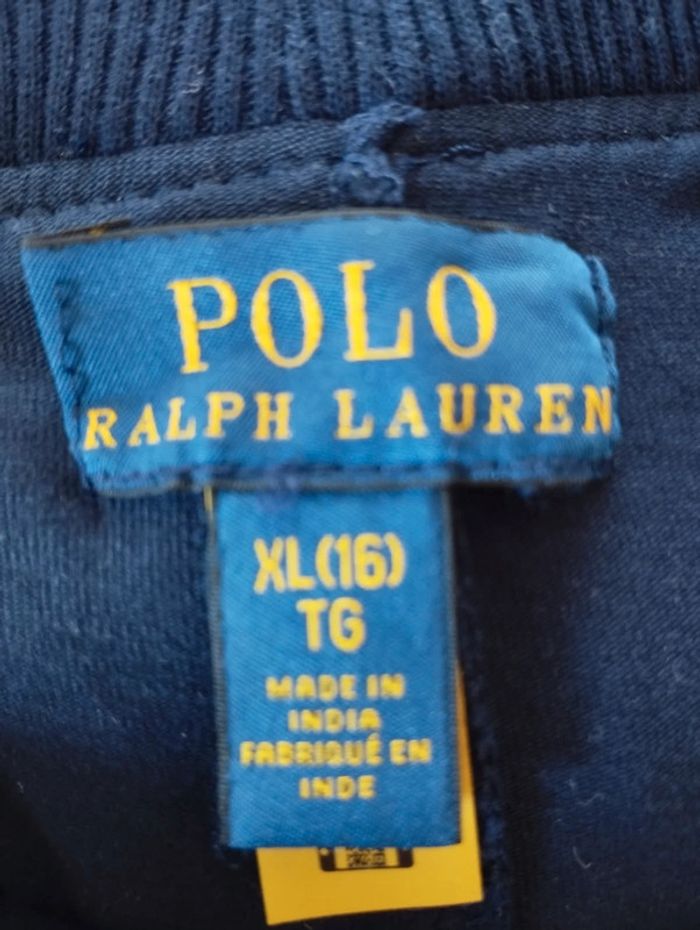 POLO
RALPH LAUREN
XL(16)
TG
MADE IN
INDIA
FABRIQUÉ EN
INDE